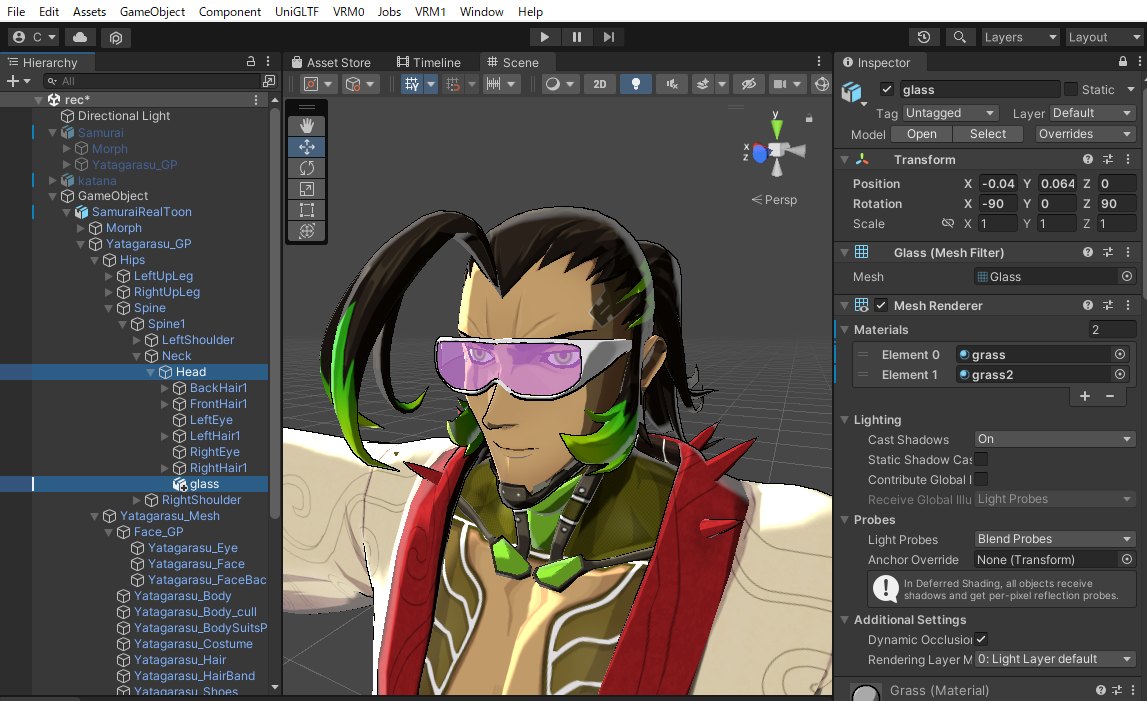 File Edit Assets GameObject Component UniGLTF VRM0 Jobs VRM1 Window Help
C
Layers Layout
Hierarchy
All
rec*
Directional Light
Samurai
Morph
Yatagarasu_GP
katana
GameObject
SamuraiRealToon
Morph
Yatagarasu_GP
Hips
LeftUpLeg
RightUpLeg
Spine
Spine1
LeftShoulder
Neck
Head
BackHair1
FrontHair1
LeftEye
LeftHair1
RightEye
RightHair1
glass
RightShoulder
Yatagarasu_Mesh
Face_GP
Yatagarasu_Eye
Yatagarasu_Face
Yatagarasu_FaceBac
Yatagarasu_Body
Yatagarasu_Body_cull
Yatagarasu_BodySuitsP
Yatagarasu_Costume
Yatagarasu_Hair
Yatagarasu_HairBand
Yatagarasu_Shoes
Asset Store Timeline Scene
2D
y
x
z
Persp
Inspector
glass Static
Tag Untagged Layer Default
Model Open Select Overrides
Transform
Position X -0.04 Y 0.064 Z 0
Rotation X -90 Y 0 Z 90
Scale X 1 Y 1 Z 1
Glass (Mesh Filter)
Mesh Glass
Mesh Renderer
Materials 2
Element 0 grass
Element 1 grass2
Lighting
Cast Shadows On
Static Shadow Cas
Contribute Global I
Receive Global Illu Light Probes
Probes
Light Probes Blend Probes
Anchor Override None (Transform)
In Deferred Shading, all objects receive
shadows and get per-pixel reflection probes.
Additional Settings
Dynamic Occlusion
Rendering Layer M 0: Light Layer default
Grass (Material)